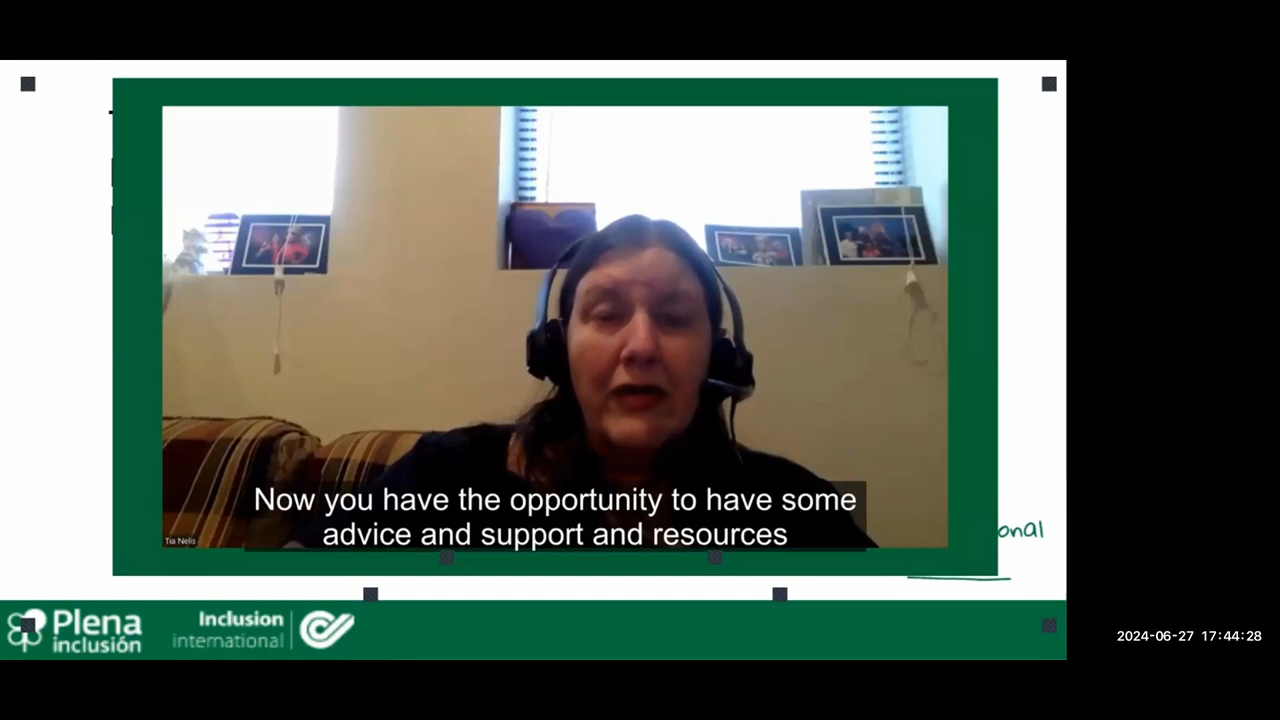 Now you have the opportunity to have some
advice and support and resources
Tia Nelis
onal
Plena
inclusión
Inclusion
international
2024-06-27 17:44:28